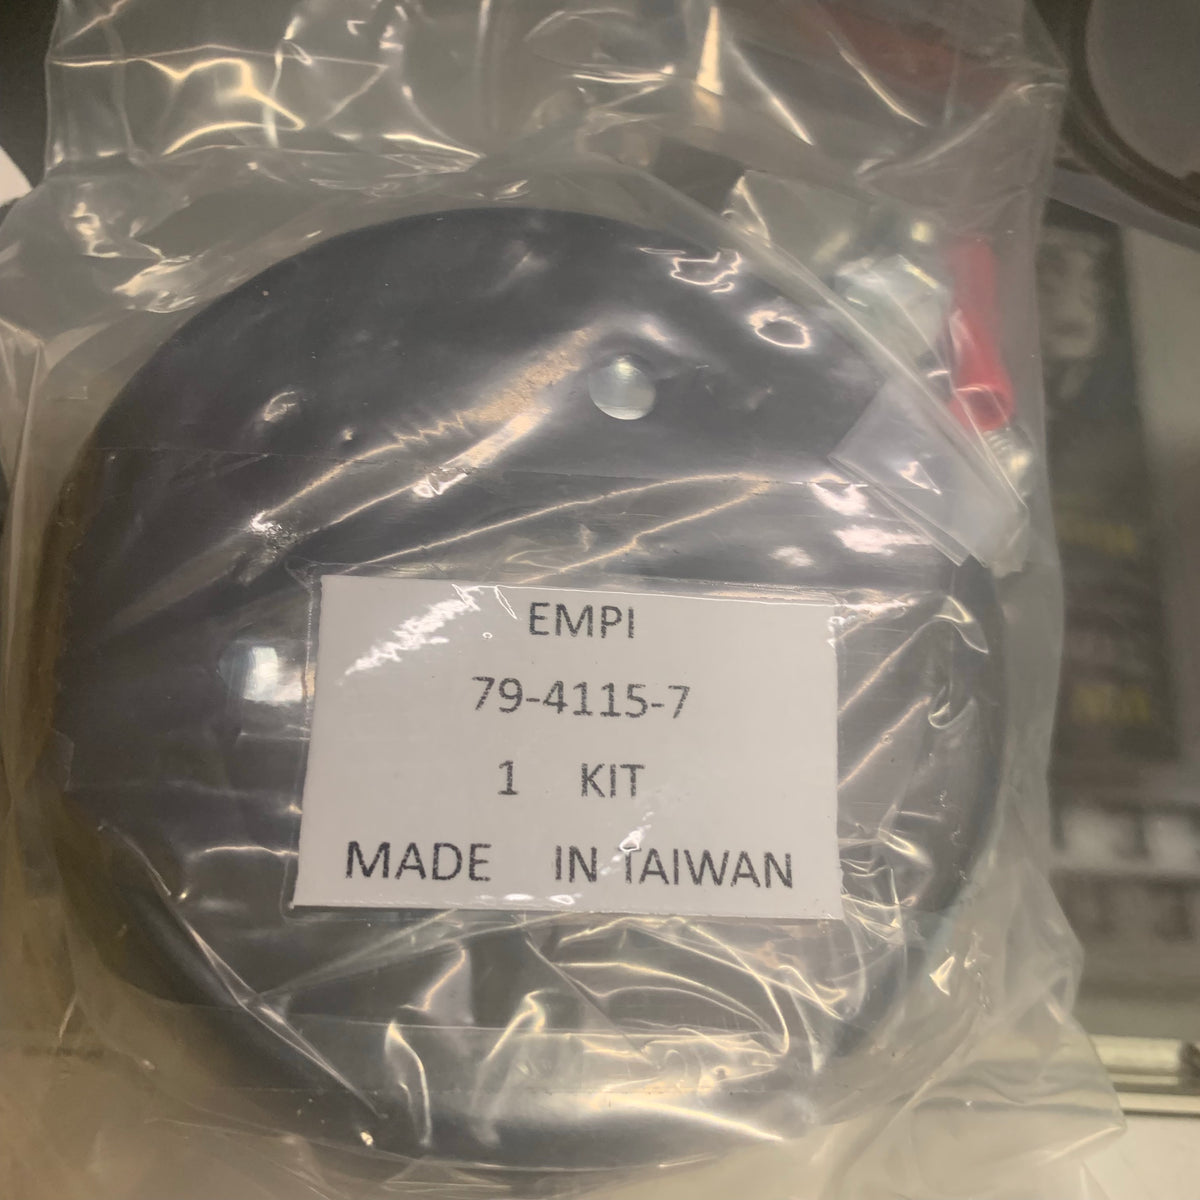 EMPI
79-4115-7
1 KIT
MADE IN TAIWAN